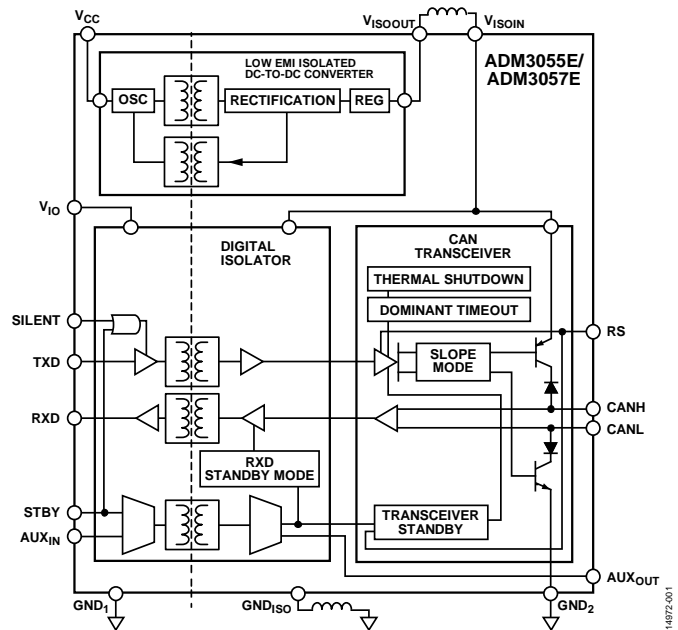 VCC
VISOOUT
VISOIN
LOW EMI ISOLATED
DC-TO-DC CONVERTER
ADM3055E/
ADM3057E
OSC
RECTIFICATION
REG
VIO
DIGITAL
ISOLATOR
CAN
TRANSCEIVER
THERMAL SHUTDOWN
DOMINANT TIMEOUT
SILENT
RS
TXD
SLOPE
MODE
RXD
CANH
CANL
RXD
STANDBY MODE
STBY
TRANSCEIVER
STANDBY
AUXIN
AUXOUT
GND1
GNDISO
GND2
14972-001